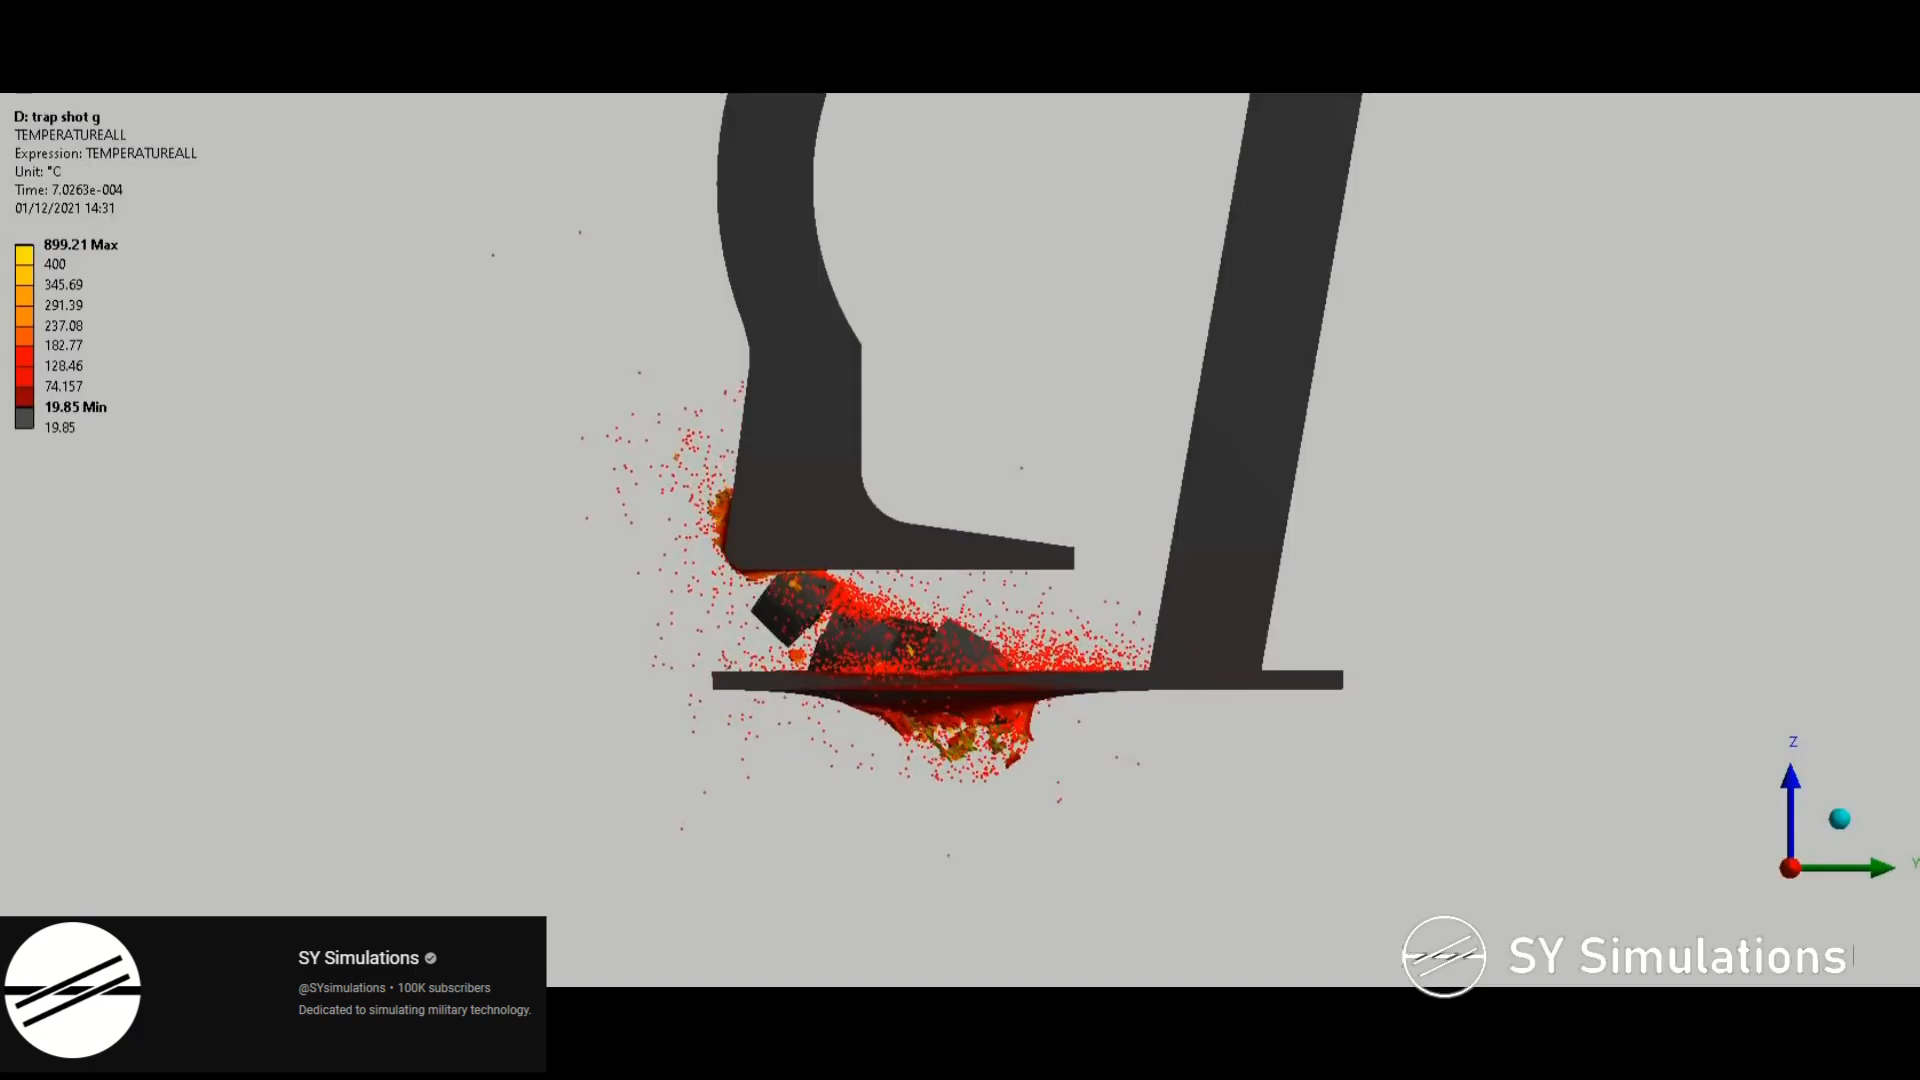 D: trap shot g
TEMPERATUREALL
Expression: TEMPERATUREALL
Unit: °C
Time: 7.0263e-004
01/12/2021 14:31
899.21 Max
400
345.69
291.39
237.08
182.77
128.46
74.157
19.85 Min
19.85
Z
Y
SY Simulations
@SYsimulations • 100K subscribers
Dedicated to simulating military technology.
SY Simulations